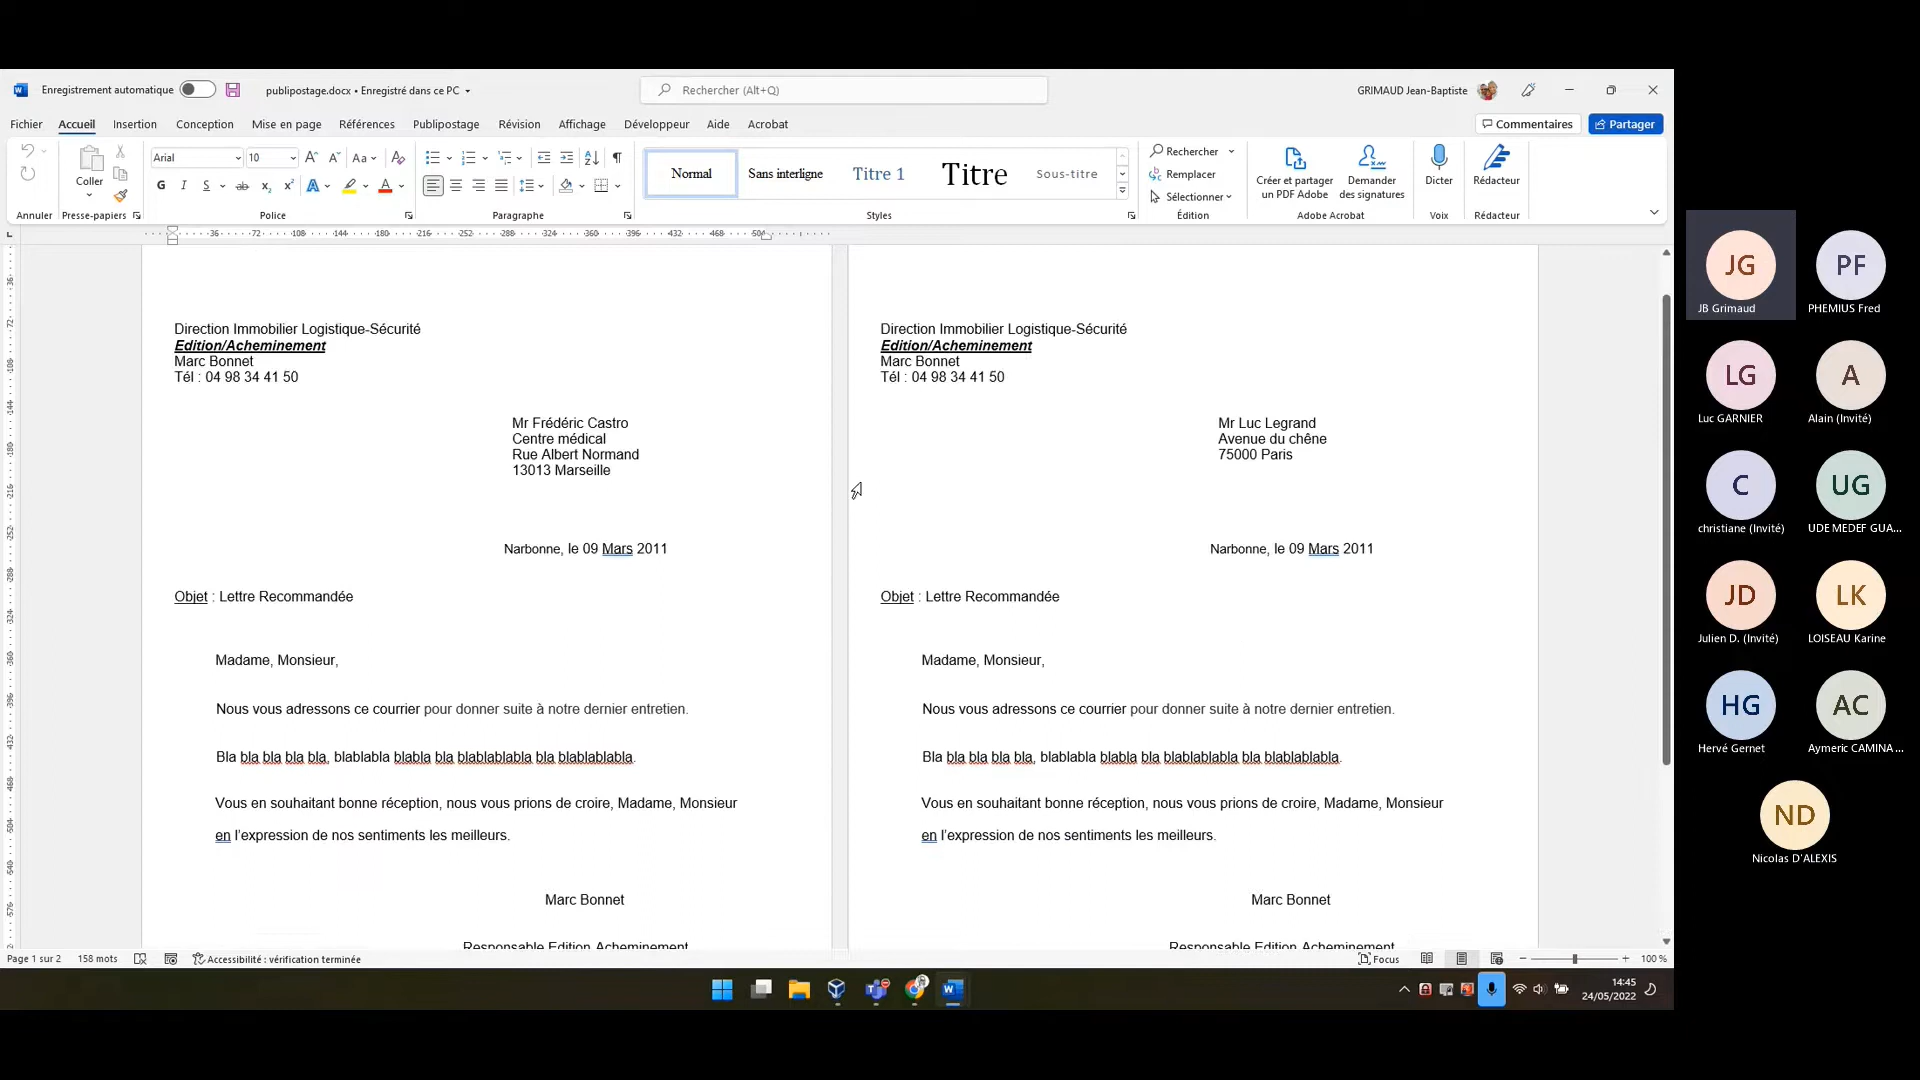 Enregistrement automatique
publipostage.docx • Enregistré dans ce PC
Rechercher (Alt+Q)
GRIMAUD Jean-Baptiste
Fichier Accueil Insertion Conception Mise en page Références Publipostage Révision Affichage Développeur Aide Acrobat
Commentaires Partager
Coller
Arial 10
Normal Sans interligne Titre 1 Titre Sous-titre
Rechercher
Remplacer
Sélectionner
Créer et partager
un PDF Adobe
Demander
des signatures
Dicter
Rédacteur
Annuler Presse-papiers Police Paragraphe Styles Édition Adobe Acrobat Voix Rédacteur
36 72 108 144 180 216 252 288 324 360 396 432 468 504
Direction Immobilier Logistique-Sécurité
Edition/Acheminement
Marc Bonnet
Tél : 04 98 34 41 50
Mr Frédéric Castro
Centre médical
Rue Albert Normand
13013 Marseille
Narbonne, le 09 Mars 2011
Objet : Lettre Recommandée
Madame, Monsieur,
Nous vous adressons ce courrier pour donner suite à notre dernier entretien.
Bla bla bla bla bla, blablabla blabla bla blablablabla bla blablablabla.
Vous en souhaitant bonne réception, nous vous prions de croire, Madame, Monsieur
en l'expression de nos sentiments les meilleurs.
Marc Bonnet
Responsable Edition Acheminement
Direction Immobilier Logistique-Sécurité
Edition/Acheminement
Marc Bonnet
Tél : 04 98 34 41 50
Mr Luc Legrand
Avenue du chêne
75000 Paris
Narbonne, le 09 Mars 2011
Objet : Lettre Recommandée
Madame, Monsieur,
Nous vous adressons ce courrier pour donner suite à notre dernier entretien.
Bla bla bla bla bla, blablabla blabla bla blablablabla bla blablablabla.
Vous en souhaitant bonne réception, nous vous prions de croire, Madame, Monsieur
en l'expression de nos sentiments les meilleurs.
Marc Bonnet
Responsable Edition Acheminement
Page 1 sur 2 158 mots Accessibilité : vérification terminée
Focus 100 %
14:45
24/05/2022
JG
JB Grimaud
PF
PHEMIUS Fred
LG
Luc GARNIER
A
Alain (Invité)
C
christiane (Invité)
UG
UDE MEDEF GUA...
JD
Julien D. (Invité)
LK
LOISEAU Karine
HG
Hervé Gernet
AC
Aymeric CAMINA ...
ND
Nicolas D'ALEXIS